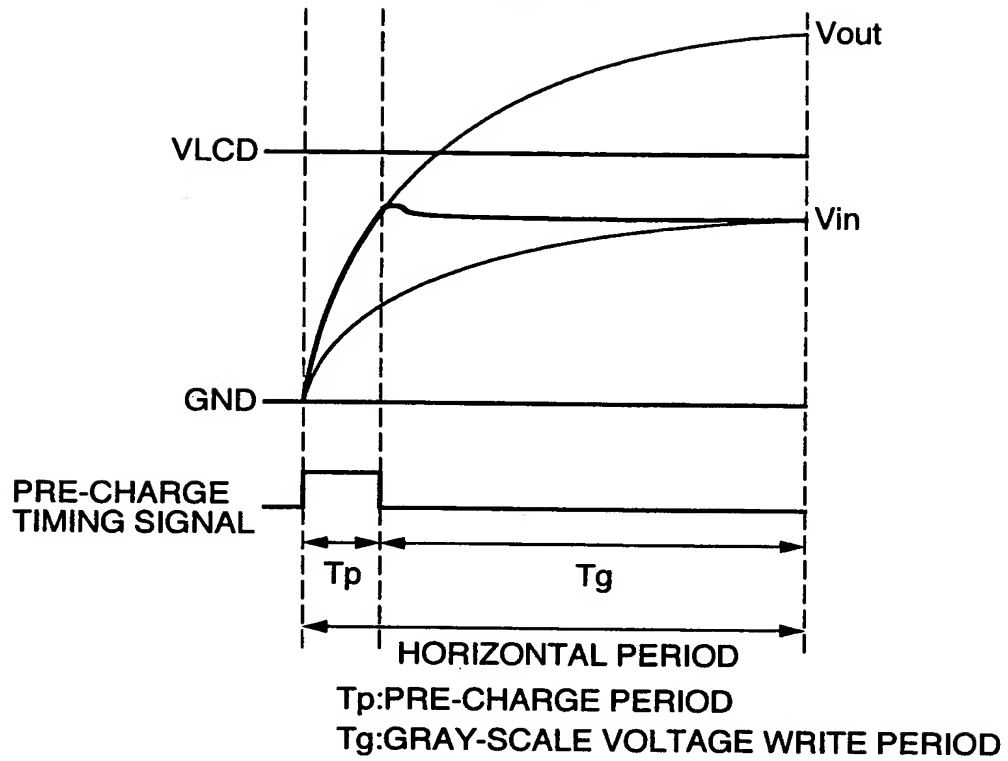 Vout
VLCD
Vin
GND
PRE-CHARGE
TIMING SIGNAL
Tp
Tg
HORIZONTAL PERIOD
Tp:PRE-CHARGE PERIOD
Tg:GRAY-SCALE VOLTAGE WRITE PERIOD